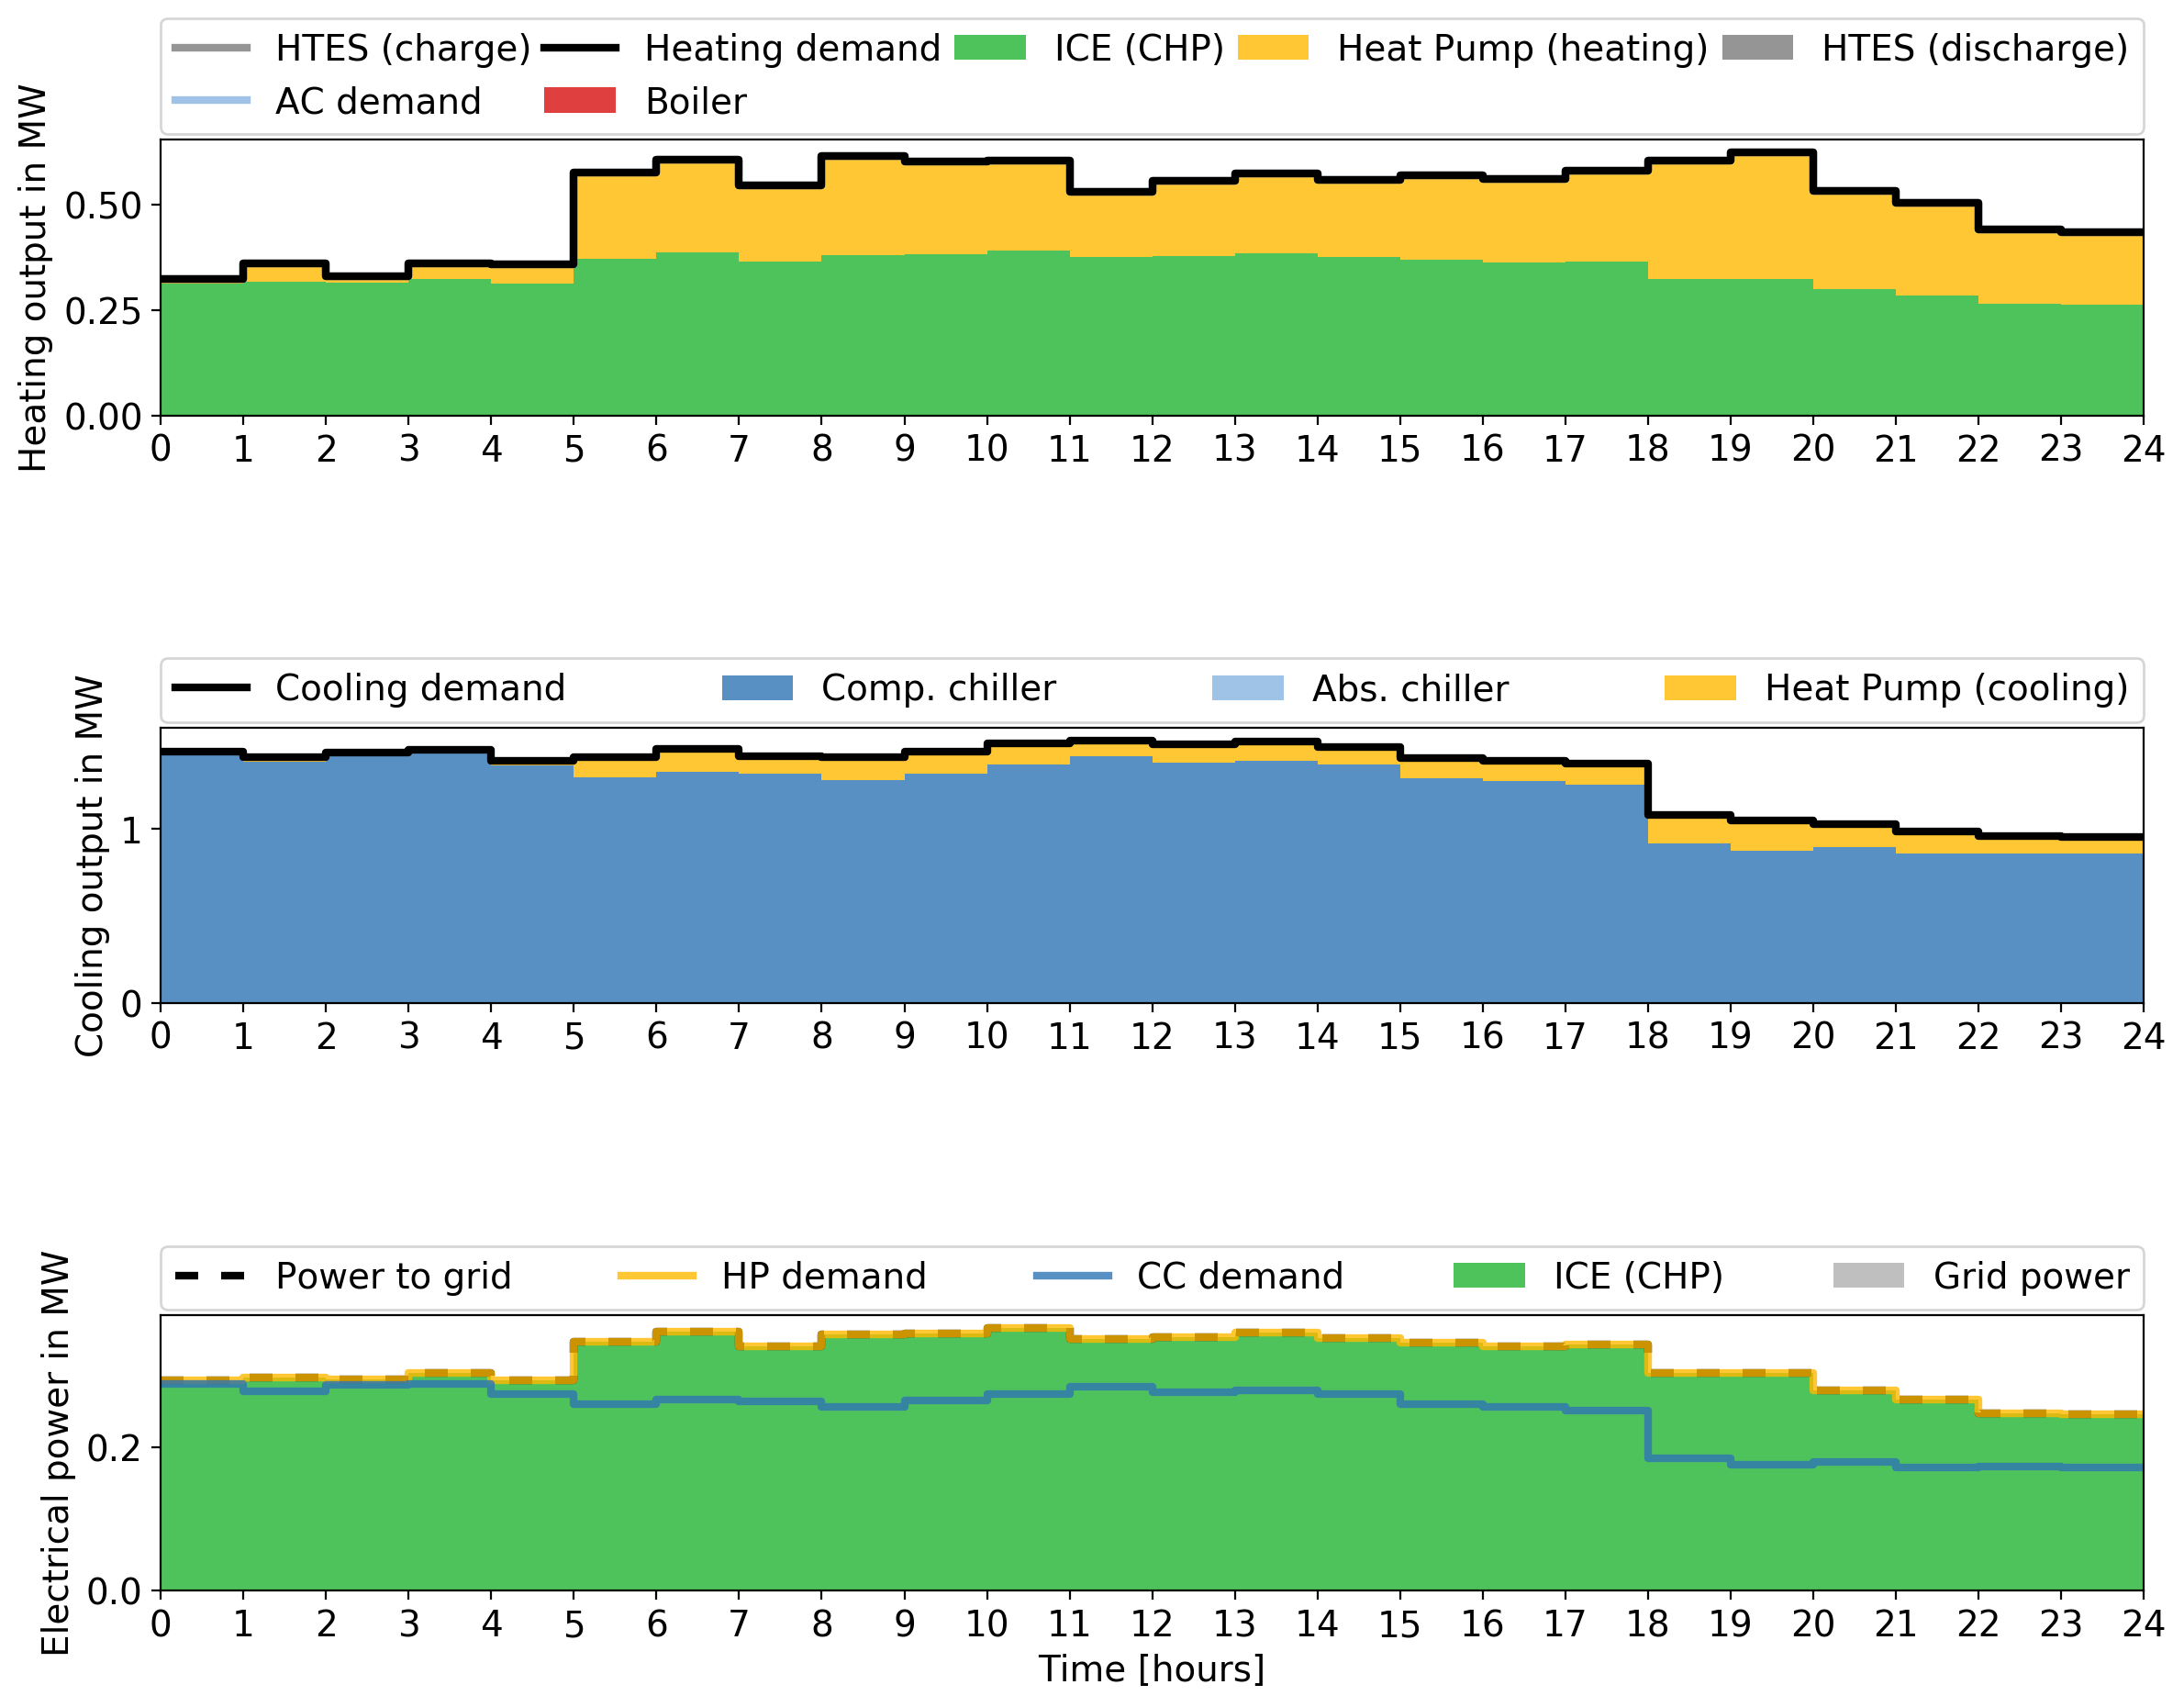 HTES (charge) Heating demand ICE (CHP) Heat Pump (heating) HTES (discharge)
AC demand Boiler
Heating output in MW
0.50
0.25
0.00
0 1 2 3 4 5 6 7 8 9 10 11 12 13 14 15 16 17 18 19 20 21 22 23 24
Cooling demand Comp. chiller Abs. chiller Heat Pump (cooling)
Cooling output in MW
1
0
0 1 2 3 4 5 6 7 8 9 10 11 12 13 14 15 16 17 18 19 20 21 22 23 24
Power to grid HP demand CC demand ICE (CHP) Grid power
Electrical power in MW
0.2
0.0
0 1 2 3 4 5 6 7 8 9 10 11 12 13 14 15 16 17 18 19 20 21 22 23 24
Time [hours]